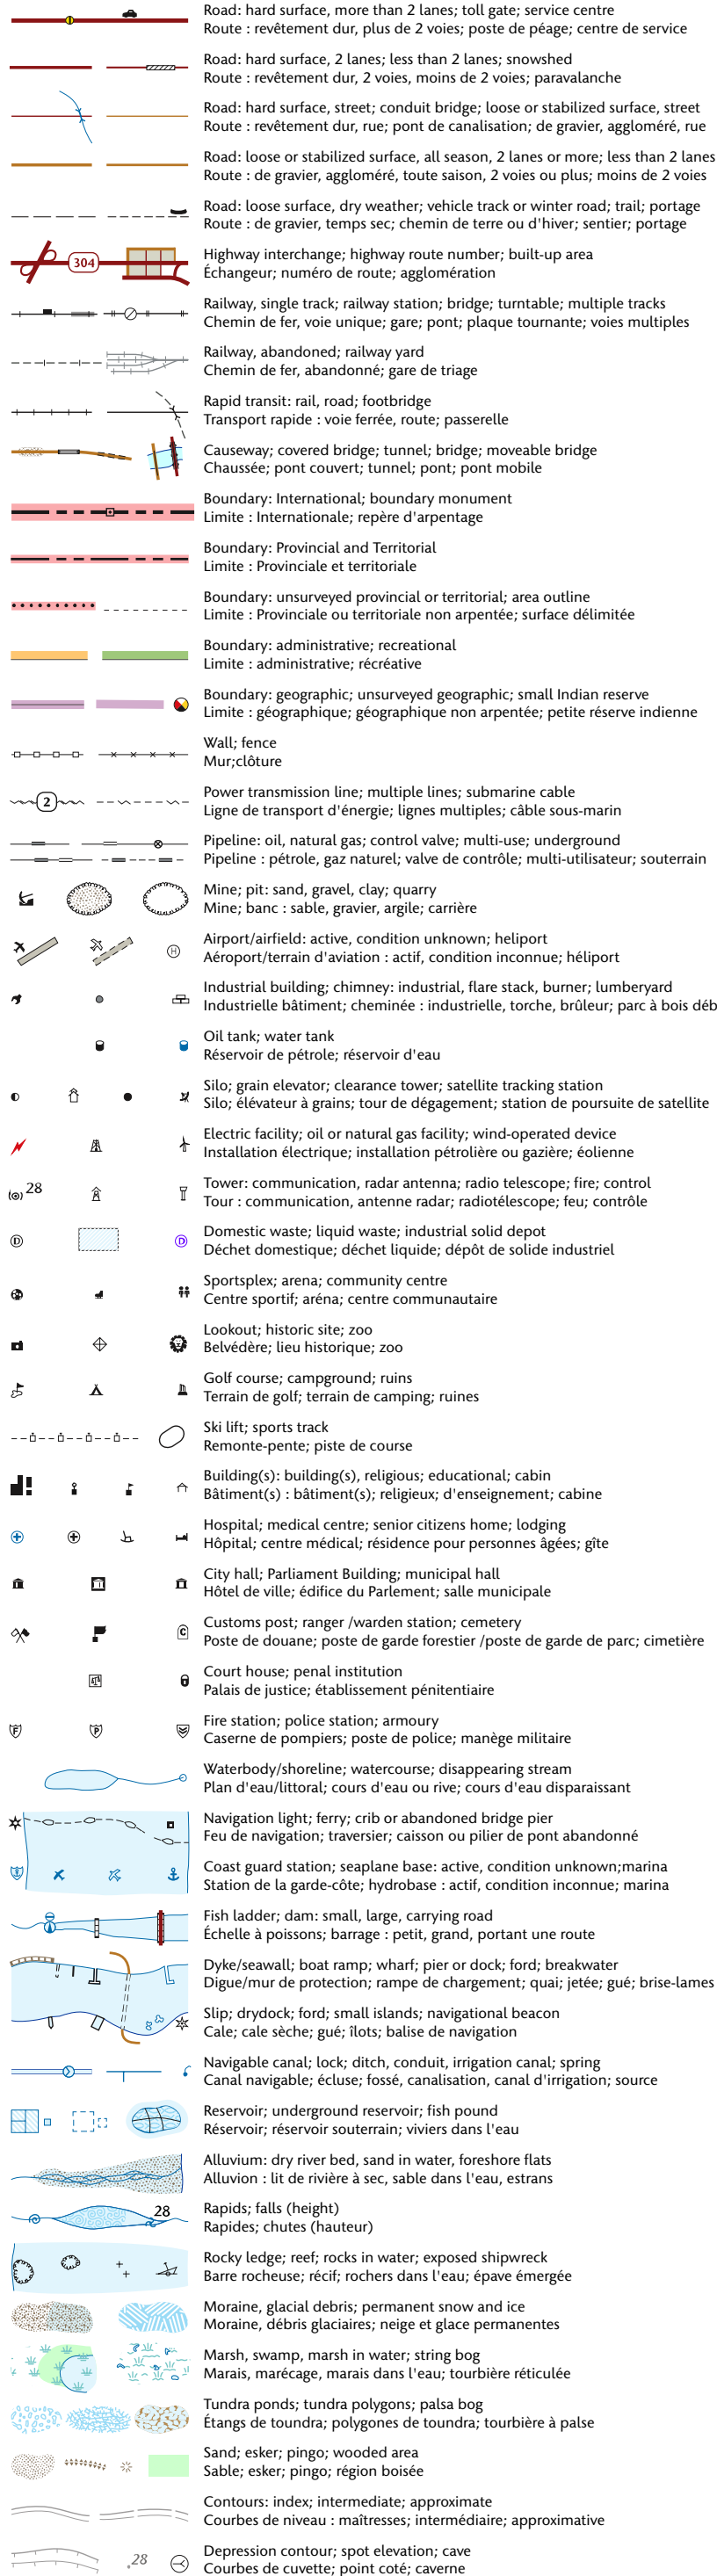 Road: hard surface, more than 2 lanes; toll gate; service centre
Route : revêtement dur, plus de 2 voies; poste de péage; centre de service
Road: hard surface, 2 lanes; less than 2 lanes; snowshed
Route : revêtement dur, 2 voies, moins de 2 voies; paravalanche
Road: hard surface, street; conduit bridge; loose or stabilized surface, street
Route : revêtement dur, rue; pont de canalisation; de gravier, aggloméré, rue
Road: loose or stabilized surface, all season, 2 lanes or more; less than 2 lanes
Route : de gravier, aggloméré, toute saison, 2 voies ou plus; moins de 2 voies
Road: loose surface, dry weather; vehicle track or winter road; trail; portage
Route : de gravier, temps sec; chemin de terre ou d'hiver; sentier; portage
304
Highway interchange; highway route number; built-up area
Échangeur; numéro de route; agglomération
Railway, single track; railway station; bridge; turntable; multiple tracks
Chemin de fer, voie unique; gare; pont; plaque tournante; voies multiples
Railway, abandoned; railway yard
Chemin de fer, abandonné; gare de triage
Rapid transit: rail, road; footbridge
Transport rapide : voie ferrée, route; passerelle
Causeway; covered bridge; tunnel; bridge; moveable bridge
Chaussée; pont couvert; tunnel; pont; pont mobile
Boundary: International; boundary monument
Limite : Internationale; repère d'arpentage
Boundary: Provincial and Territorial
Limite : Provinciale et territoriale
Boundary: unsurveyed provincial or territorial; area outline
Limite : Provinciale ou territoriale non arpentée; surface délimitée
Boundary: administrative; recreational
Limite : administrative; récréative
Boundary: geographic; unsurveyed geographic; small Indian reserve
Limite : géographique; géographique non arpentée; petite réserve indienne
Wall; fence
Mur;clôture
2
Power transmission line; multiple lines; submarine cable
Ligne de transport d'énergie; lignes multiples; câble sous-marin
Pipeline: oil, natural gas; control valve; multi-use; underground
Pipeline : pétrole, gaz naturel; valve de contrôle; multi-utilisateur; souterrain
Mine; pit: sand, gravel, clay; quarry
Mine; banc : sable, gravier, argile; carrière
H
Airport/airfield: active, condition unknown; heliport
Aéroport/terrain d'aviation : actif, condition inconnue; héliport
Industrial building; chimney: industrial, flare stack, burner; lumberyard
Industrielle bâtiment; cheminée : industrielle, torche, brûleur; parc à bois déb
Oil tank; water tank
Réservoir de pétrole; réservoir d'eau
Silo; grain elevator; clearance tower; satellite tracking station
Silo; élévateur à grains; tour de dégagement; station de poursuite de satellite
Electric facility; oil or natural gas facility; wind-operated device
Installation électrique; installation pétrolière ou gazière; éolienne
28
Tower: communication, radar antenna; radio telescope; fire; control
Tour : communication, antenne radar; radiotélescope; feu; contrôle
D D
Domestic waste; liquid waste; industrial solid depot
Déchet domestique; déchet liquide; dépôt de solide industriel
Sportsplex; arena; community centre
Centre sportif; aréna; centre communautaire
Lookout; historic site; zoo
Belvédère; lieu historique; zoo
Golf course; campground; ruins
Terrain de golf; terrain de camping; ruines
Ski lift; sports track
Remonte-pente; piste de course
Building(s): building(s), religious; educational; cabin
Bâtiment(s) : bâtiment(s); religieux; d'enseignement; cabine
Hospital; medical centre; senior citizens home; lodging
Hôpital; centre médical; résidence pour personnes âgées; gîte
City hall; Parliament Building; municipal hall
Hôtel de ville; édifice du Parlement; salle municipale
C
Customs post; ranger /warden station; cemetery
Poste de douane; poste de garde forestier /poste de garde de parc; cimetière
Court house; penal institution
Palais de justice; établissement pénitentiaire
F P
Fire station; police station; armoury
Caserne de pompiers; poste de police; manège militaire
Waterbody/shoreline; watercourse; disappearing stream
Plan d'eau/littoral; cours d'eau ou rive; cours d'eau disparaissant
Navigation light; ferry; crib or abandoned bridge pier
Feu de navigation; traversier; caisson ou pilier de pont abandonné
Coast guard station; seaplane base: active, condition unknown;marina
Station de la garde-côte; hydrobase : actif, condition inconnue; marina
Fish ladder; dam: small, large, carrying road
Échelle à poissons; barrage : petit, grand, portant une route
Dyke/seawall; boat ramp; wharf; pier or dock; ford; breakwater
Digue/mur de protection; rampe de chargement; quai; jetée; gué; brise-lames
Slip; drydock; ford; small islands; navigational beacon
Cale; cale sèche; gué; îlots; balise de navigation
Navigable canal; lock; ditch, conduit, irrigation canal; spring
Canal navigable; écluse; fossé, canalisation, canal d'irrigation; source
Reservoir; underground reservoir; fish pound
Réservoir; réservoir souterrain; viviers dans l'eau
Alluvium: dry river bed, sand in water, foreshore flats
Alluvion : lit de rivière à sec, sable dans l'eau, estrans
28
Rapids; falls (height)
Rapides; chutes (hauteur)
Rocky ledge; reef; rocks in water; exposed shipwreck
Barre rocheuse; récif; rochers dans l'eau; épave émergée
Moraine, glacial debris; permanent snow and ice
Moraine, débris glaciaires; neige et glace permanentes
Marsh, swamp, marsh in water; string bog
Marais, marécage, marais dans l'eau; tourbière réticulée
Tundra ponds; tundra polygons; palsa bog
Étangs de toundra; polygones de toundra; tourbière à palse
Sand; esker; pingo; wooded area
Sable; esker; pingo; région boisée
Contours: index; intermediate; approximate
Courbes de niveau : maîtresses; intermédiaire; approximative
.28
Depression contour; spot elevation; cave
Courbes de cuvette; point coté; caverne